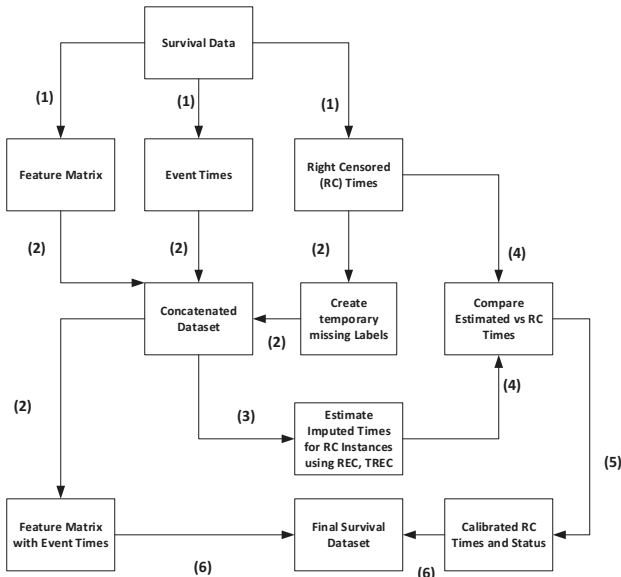 Survival Data
(1)
(1)
(1)
Feature Matrix
Event Times
Right Censored
(RC) Times
(2)
(2)
(2)
(4)
Concatenated
Dataset
(2)
Create
temporary
missing Labels
Compare
Estimated vs RC
Times
(2)
(3)
(4)
Estimate
Imputed Times
for RC Instances
using REC, TREC
(5)
Feature Matrix
with Event Times
(6)
Final Survival
Dataset
(6)
Calibrated RC
Times and Status